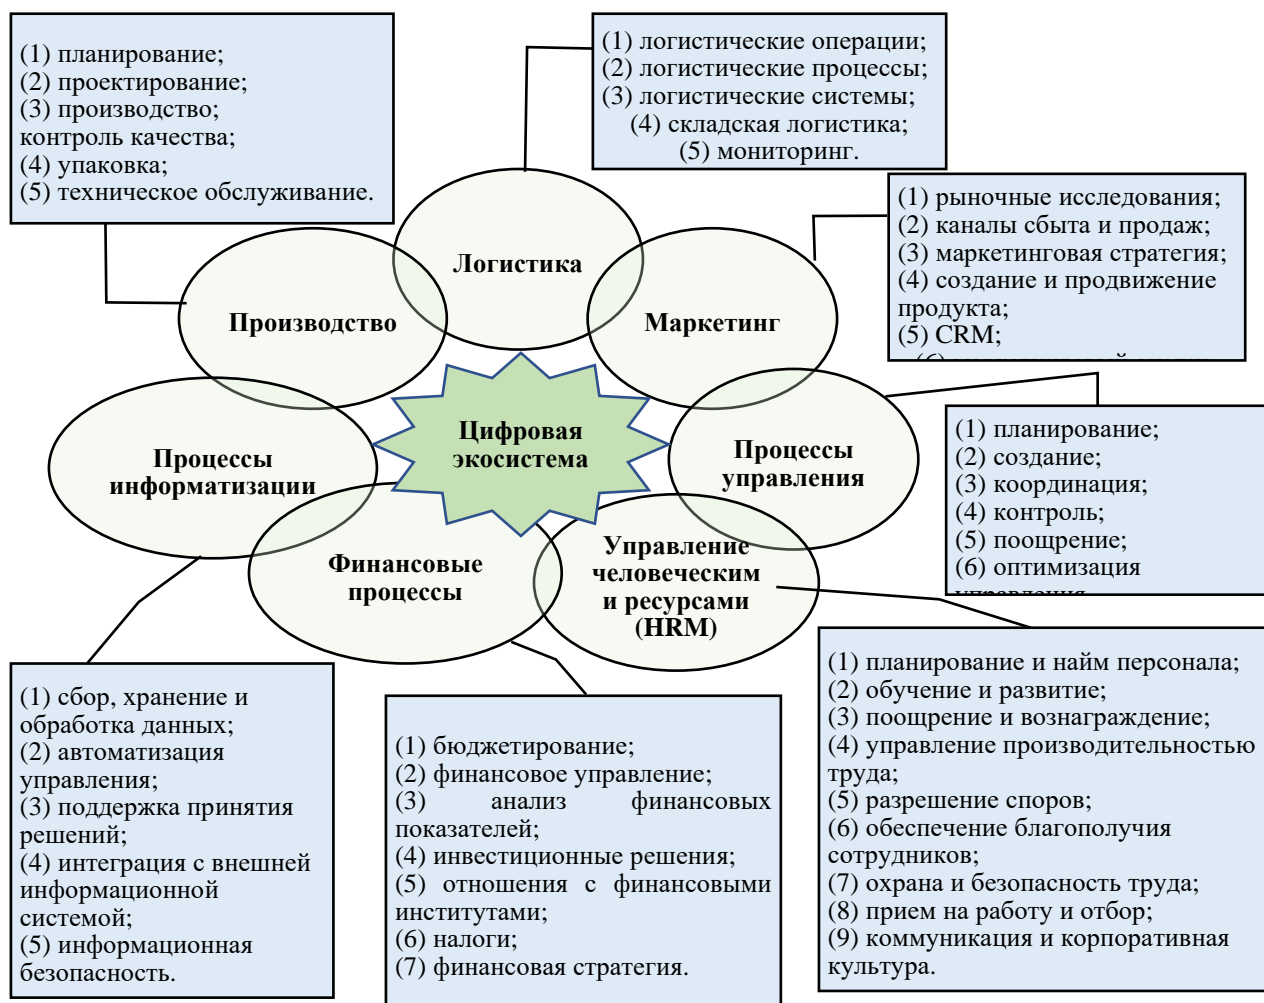 (1) планирование;
(2) проектирование;
(3) производство;
контроль качества;
(4) упаковка;
(5) техническое обслуживание.
(1) логистические операции;
(2) логистические процессы;
(3) логистические системы;
(4) складская логистика;
(5) мониторинг.
(1) рыночные исследования;
(2) каналы сбыта и продаж;
(3) маркетинговая стратегия;
(4) создание и продвижение
продукта;
(5) CRM;
Логистика
Производство
Маркетинг
Цифровая
экосистема
Процессы
информатизации
Процессы
управления
Финансовые
процессы
Управление
человеческим
и ресурсами
(HRM)
(1) планирование;
(2) создание;
(3) координация;
(4) контроль;
(5) поощрение;
(6) оптимизация
(1) сбор, хранение и
обработка данных;
(2) автоматизация
управления;
(3) поддержка принятия
решений;
(4) интеграция с внешней
информационной
системой;
(5) информационная
безопасность.
(1) бюджетирование;
(2) финансовое управление;
(3) анализ финансовых
показателей;
(4) инвестиционные решения;
(5) отношения с финансовыми
институтами;
(6) налоги;
(7) финансовая стратегия.
(1) планирование и найм персонала;
(2) обучение и развитие;
(3) поощрение и вознаграждение;
(4) управление производительностью
труда;
(5) разрешение споров;
(6) обеспечение благополучия
сотрудников;
(7) охрана и безопасность труда;
(8) прием на работу и отбор;
(9) коммуникация и корпоративная
культура.